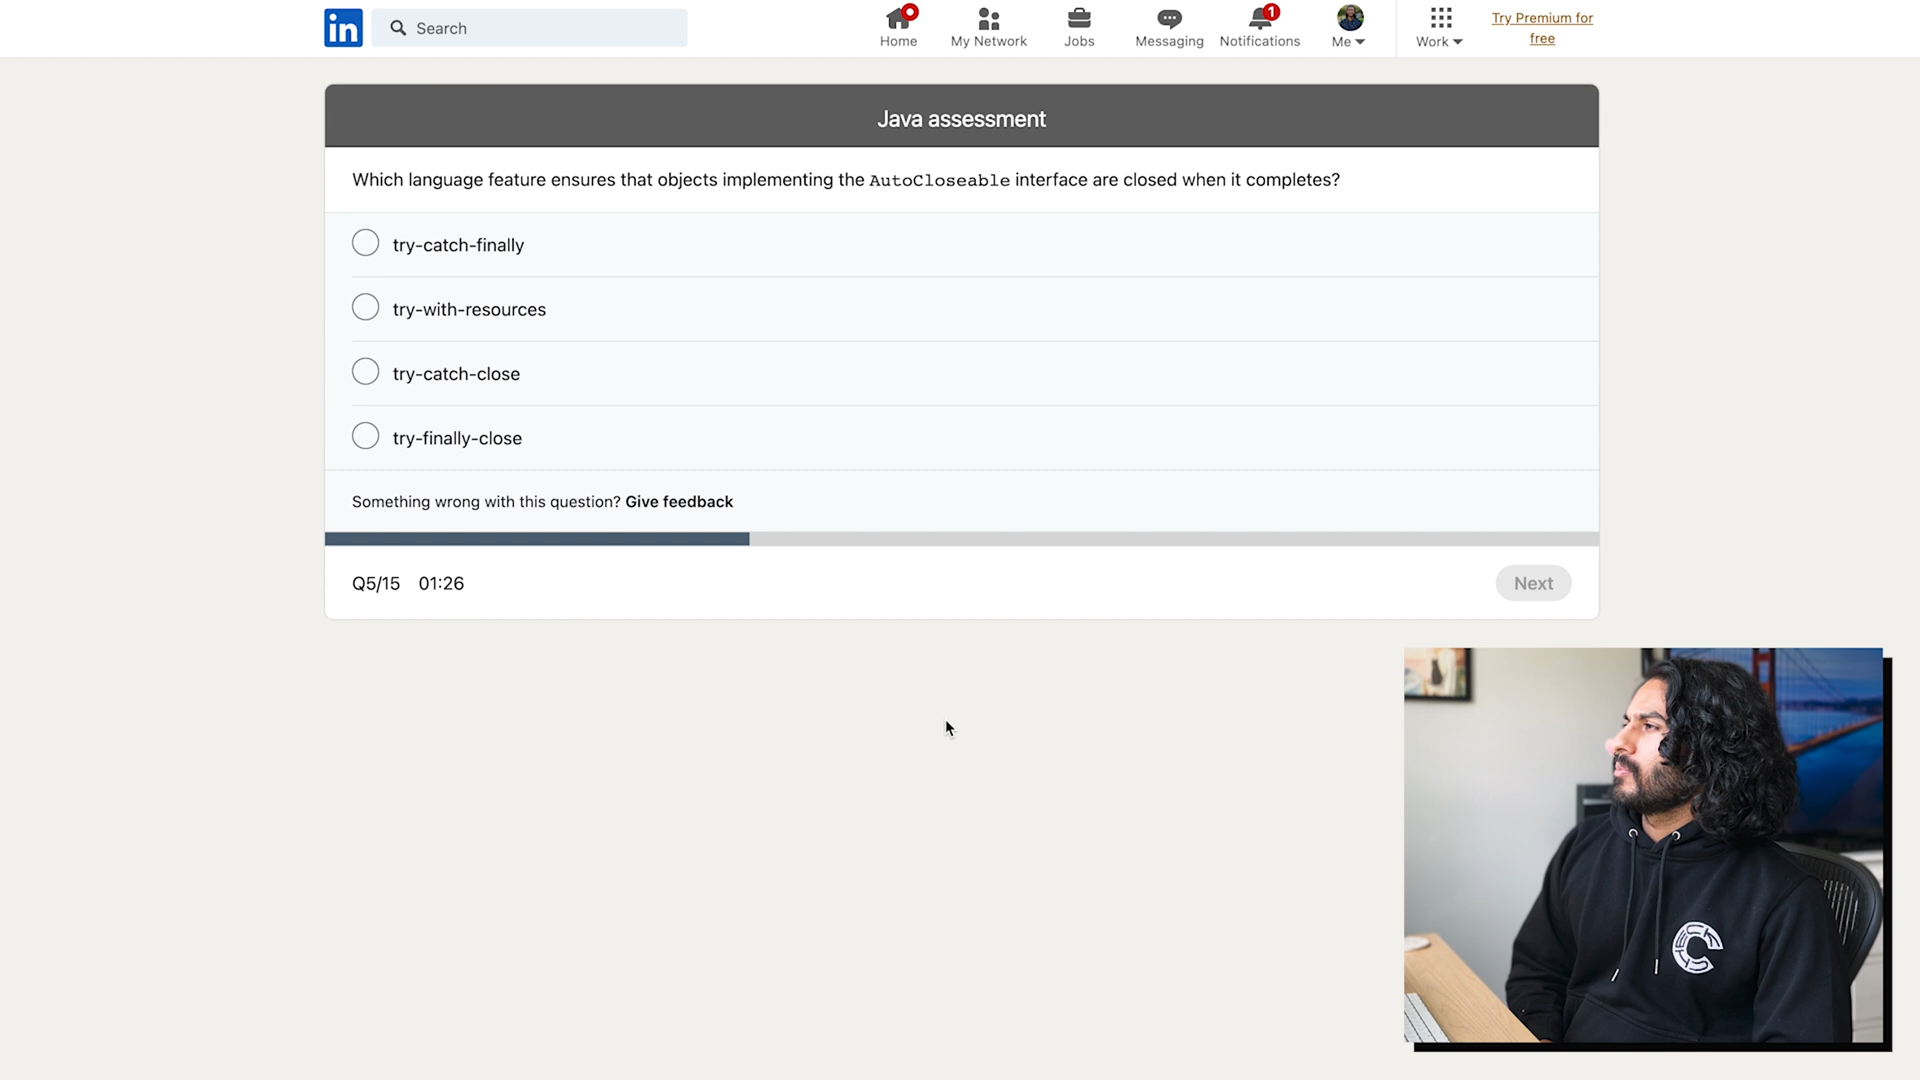 in
Search
Home
My Network
Jobs
Messaging
1
Notifications
Me
Work
Try Premium for
free
Java assessment
Which language feature ensures that objects implementing the AutoCloseable interface are closed when it completes?
try-catch-finally
try-with-resources
try-catch-close
try-finally-close
Something wrong with this question? Give feedback
Q5/15 01:26
Next